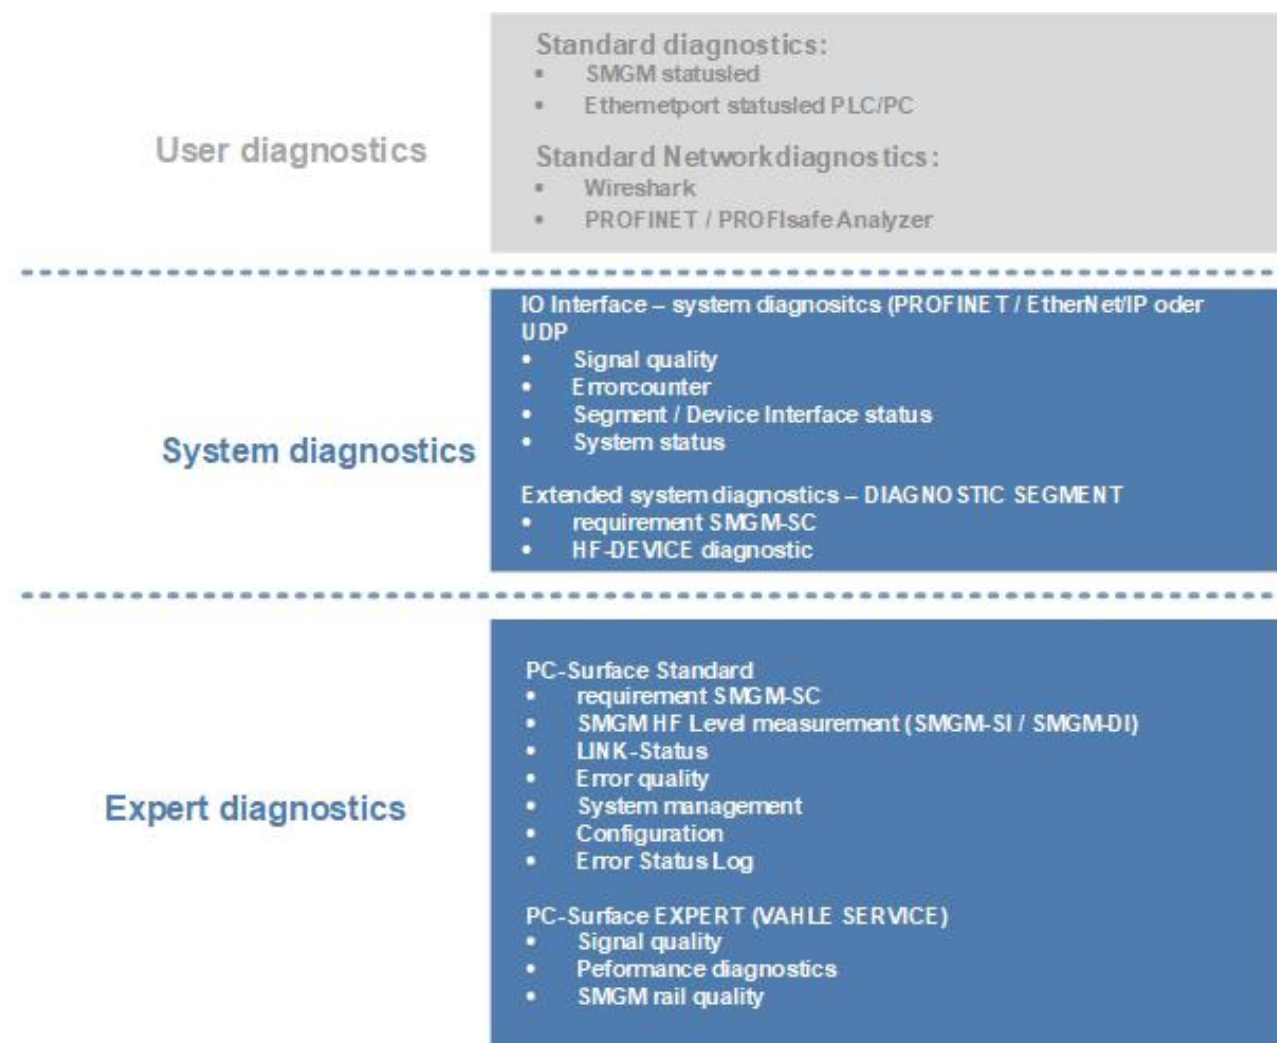 User diagnostics
Standard diagnostics:
• SMGM statusled
• Ethernetport statusled PLC/PC
Standard Networkdiagnostics:
• Wireshark
• PROFINET / PROFIsafe Analyzer
System diagnostics
IO Interface – system diagnositcs (PROFINET / EtherNet/IP oder
UDP
• Signal quality
• Errorcounter
• Segment / Device Interface status
• System status
Extended system diagnostics – DIAGNOSTIC SEGMENT
• requirement SMGM-SC
• HF-DEVICE diagnostic
Expert diagnostics
PC-Surface Standard
• requirement SMGM-SC
• SMGM HF Level measurement (SMGM-SI / SMGM-DI)
• LINK-Status
• Error quality
• System management
• Configuration
• Error Status Log
PC-Surface EXPERT (VAHLE SERVICE)
• Signal quality
• Peformance diagnostics
• SMGM rail quality